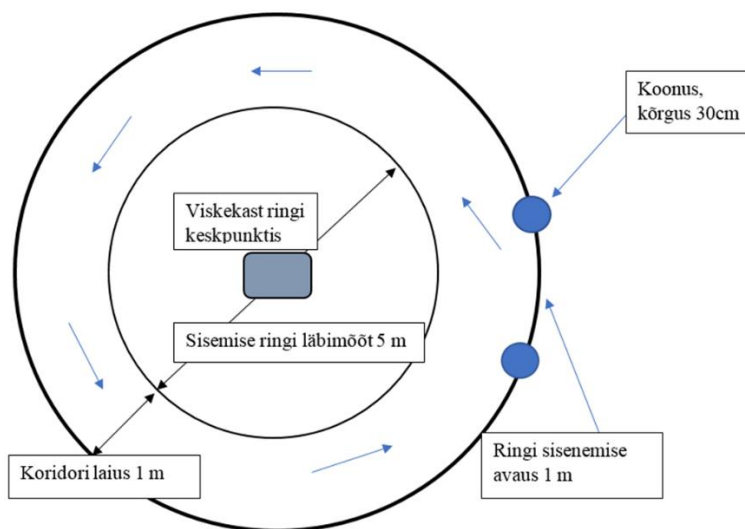 Koonus,
kõrgus 30cm
Viskekast ringi
keskpunktis
Sisemise ringi läbimõõt 5 m
Koridori laius 1 m
Ringi sisenemise
avaus 1 m